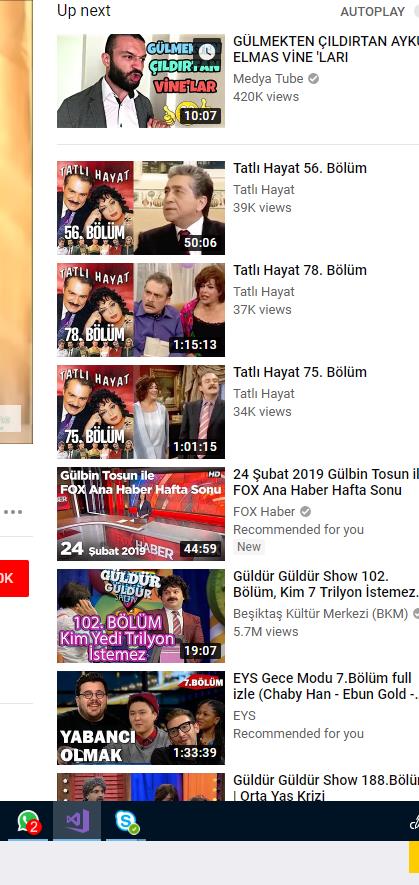 Up next
AUTOPLAY
GÜLMEKTEN ÇILDIRTAN
VİNE'LAR
10:07
GÜLMEKTEN ÇILDIRTAN AYKU
ELMAS VİNE 'LARI
Medya Tube
420K views
TATLI HAYAT
56. BÖLÜM
50:06
Tatlı Hayat 56. Bölüm
Tatlı Hayat
39K views
TATLI HAYAT
78. BÖLÜM
1:15:13
Tatlı Hayat 78. Bölüm
Tatlı Hayat
37K views
TATLI HAYAT
75. BÖLÜM
1:01:15
Tatlı Hayat 75. Bölüm
Tatlı Hayat
34K views
Gülbin Tosun ile
HD
FOX Ana Haber Hafta Sonu
24 Şubat 2019
HABER
44:59
24 Şubat 2019 Gülbin Tosun il
FOX Ana Haber Hafta Sonu
FOX Haber
Recommended for you
New
0K
GÜLDÜR
GÜLDÜR
102. BÖLÜM
Kim Yedi Trilyon
İstemez
19:07
Güldür Güldür Show 102.
Bölüm, Kim 7 Trilyon İstemez.
Beşiktaş Kültür Merkezi (BKM)
5.7M views
7.BÖLÜM
YABANCI
OLMAK
1:33:39
EYS Gece Modu 7.Bölüm full
izle (Chaby Han - Ebun Gold -.
EYS
Recommended for you
Güldür Güldür Show 188.Bölü
| Orta Yaş Krizi
2